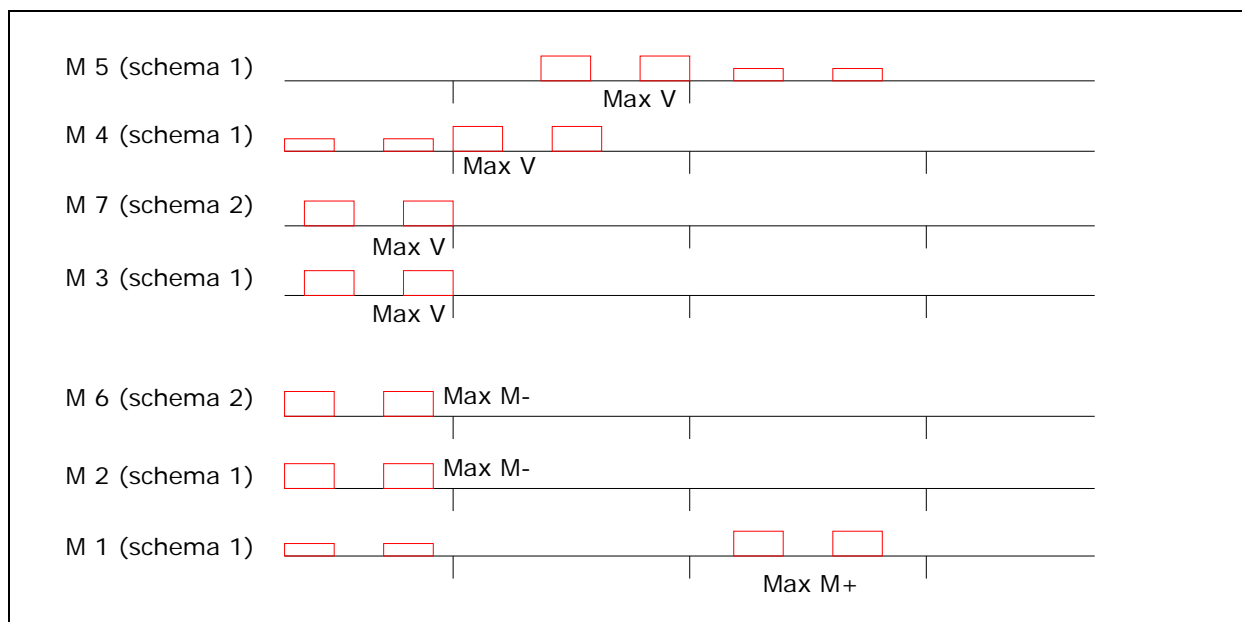 M 5 (schema 1)
Max V
M 4 (schema 1)
Max V
M 7 (schema 2)
Max V
M 3 (schema 1)
Max V
M 6 (schema 2)
Max M-
M 2 (schema 1)
Max M-
M 1 (schema 1)
Max M+